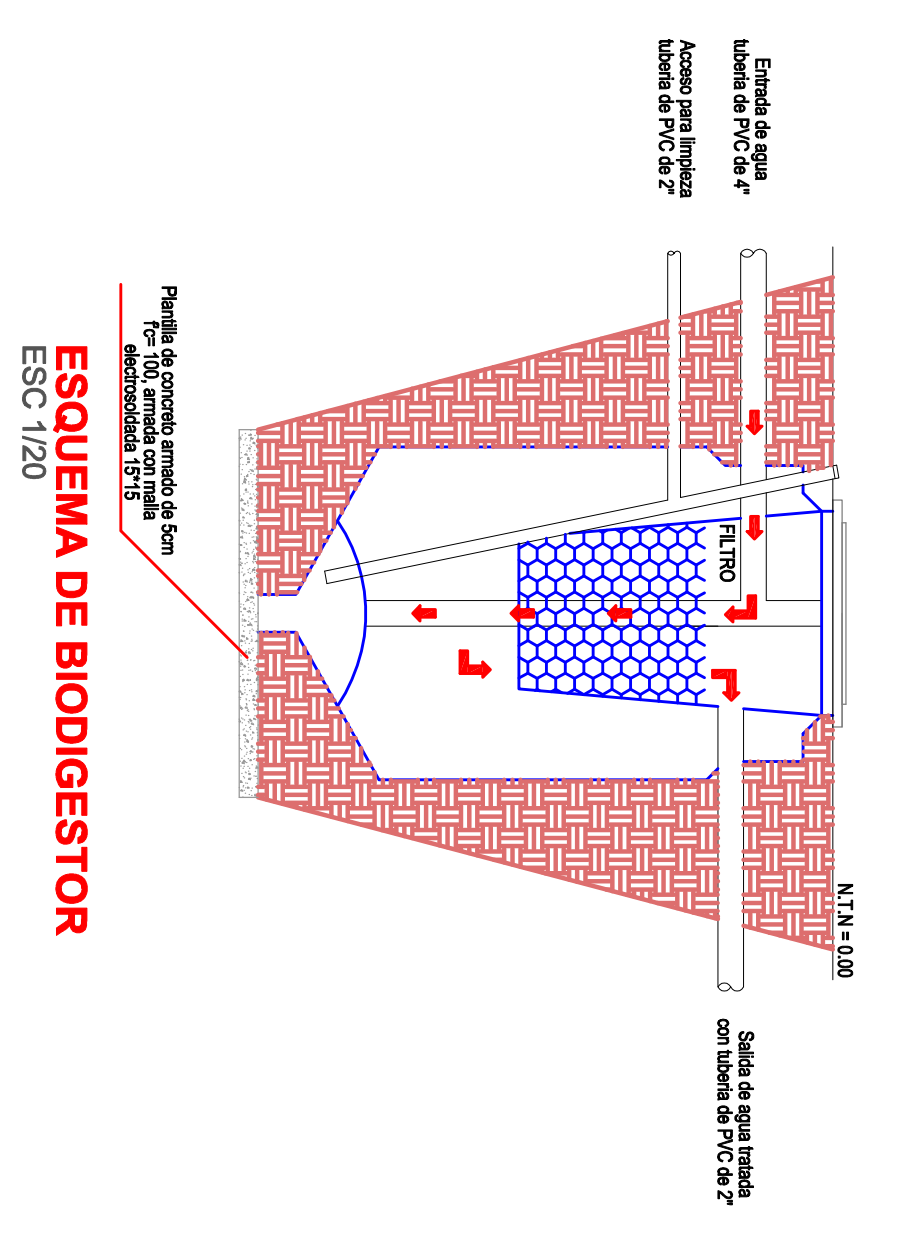 Entrada de agua
tuberia de PVC de 4"
Acceso para limpieza
tuberia de PVC de 2"
FILTRO
N.T.N = 0.00
Salida de agua tratada
con tuberia de PVC de 2"
Plantilla de concreto armado de 5cm
f'c= 100, armada con malla
electrosoldada 15*15
ESQUEMA DE BIODIGESTOR
ESC 1/20